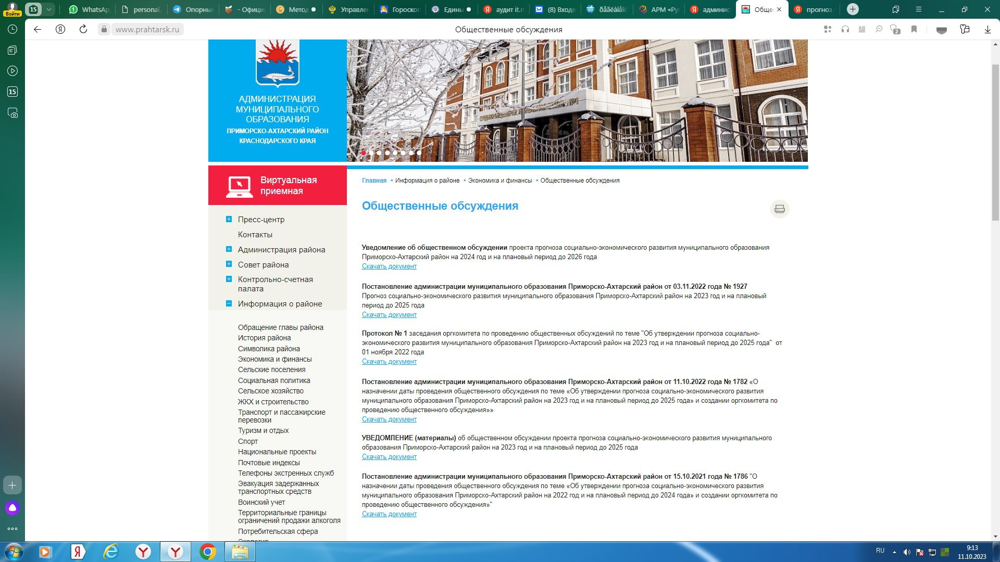 Войти
15
WhatsAp
personal.
Опорны
- Офици
Метод
Управле
Гороскоп
Едины
аудит it.r
(8) Входя
ðåäåàìåí
АРМ «Ру
админис
Общес
прогноз
www.prahtarsk.ru
Общественные обсуждения
2
15
АДМИНИСТРАЦИЯ
МУНИЦИПАЛЬНОГО
ОБРАЗОВАНИЯ
ПРИМОРСКО-АХТАРСКИЙ РАЙОН
КРАСНОДАРСКОГО КРАЯ
Виртуальная
приемная
Пресс-центр
Контакты
Администрация района
Совет района
Контрольно-счетная
палата
Информация о районе
Обращение главы района
История района
Символика района
Экономика и финансы
Сельские поселения
Социальная политика
Сельское хозяйство
ЖКХ и строительство
Транспорт и пассажирские
перевозки
Туризм и отдых
Спорт
Национальные проекты
Почтовые индексы
Телефоны экстренных служб
Эвакуация задержанных
транспортных средств
Воинский учет
Территориальные границы
ограничений продажи алкоголя
Потребительская сфера
Экология
Главная • Информация о районе • Экономика и финансы • Общественные обсуждения
Общественные обсуждения
Уведомление об общественном обсуждении проекта прогноза социально-экономического развития муниципального образования
Приморско-Ахтарский район на 2024 год и на плановый период до 2026 года
Скачать документ
Постановление администрации муниципального образования Приморско-Ахтарский район от 03.11.2022 года № 1927
Прогноз социально-экономического развития муниципального образования Приморско-Ахтарский район на 2023 год и на плановый
период до 2025 года
Скачать документ
Протокол № 1 заседания оргкомитета по проведению общественных обсуждений по теме "Об утверждении прогноза социально-
экономического развития муниципального образования Приморско-Ахтарский район на 2023 год и на плановый период до 2025 года" от
01 ноября 2022 года
Скачать документ
Постановление администрации муниципального образования Приморско-Ахтарский район от 11.10.2022 года № 1782 «О
назначении даты проведения общественного обсуждения по теме «Об утверждении прогноза социально-экономического развития
муниципального образования Приморско-Ахтарский район на 2023 год и на плановый период до 2025 года» и создании оргкомитета по
проведению общественного обсуждения»»
Скачать документ
УВЕДОМЛЕНИЕ (материалы) об общественном обсуждении проекта прогноза социально-экономического развития муниципального
образования Приморско-Ахтарский район на 2023 год и на плановый период до 2025 года
Скачать документ
Постановление администрации муниципального образования Приморско-Ахтарский район от 15.10.2021 года № 1786 "О
назначении даты проведения общественного обсуждения по теме «Об утверждении прогноза социально-экономического развития
муниципального образования Приморско-Ахтарский район на 2022 год и на плановый период до 2024 года» и создании оргкомитета по
проведению общественного обсуждения»"
Скачать документ
RU
9:13
11.10.2023